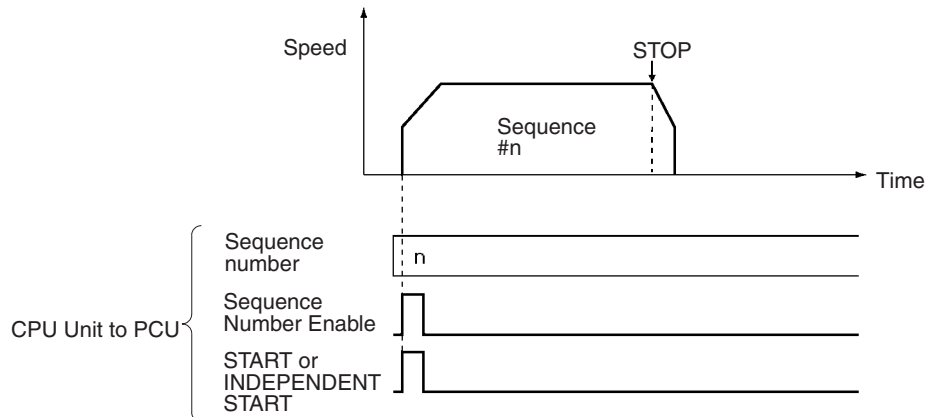 Speed
STOP
Sequence
#n
Time
Sequence
number
n
Sequence
Number Enable
CPU Unit to PCU
START or
INDEPENDENT
START